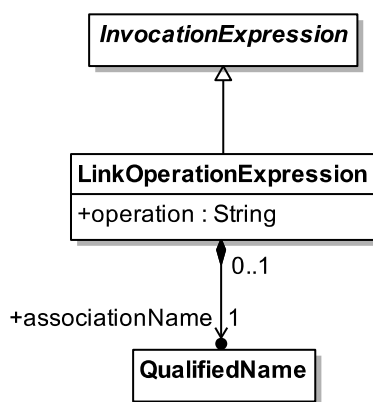 InvocationExpression
LinkOperationExpression
+operation : String
0..1
+associationName 1
QualifiedName